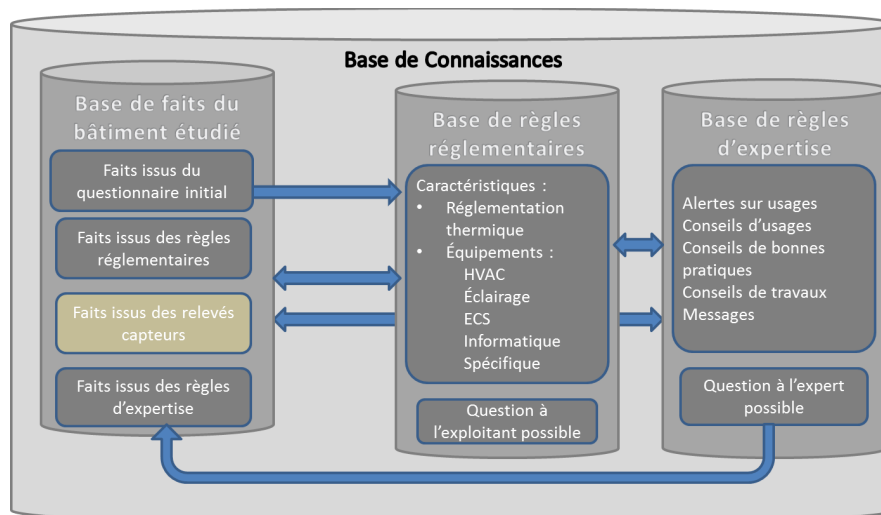 Base de Connaissances
Base de faits du
bâtiment étudié
Faits issus du
questionnaire initial
Faits issus des règles
réglementaires
Faits issus des relevés
capteurs
Faits issus des règles
d'expertise
Base de règles
réglementaires
Caractéristiques :
• Réglementation
thermique
• Équipements :
HVAC
Éclairage
ECS
Informatique
Spécifique
Question à
l'exploitant possible
Base de règles
d'expertise
Alertes sur usages
Conseils d'usages
Conseils de bonnes
pratiques
Conseils de travaux
Messages
Question à l'expert
possible